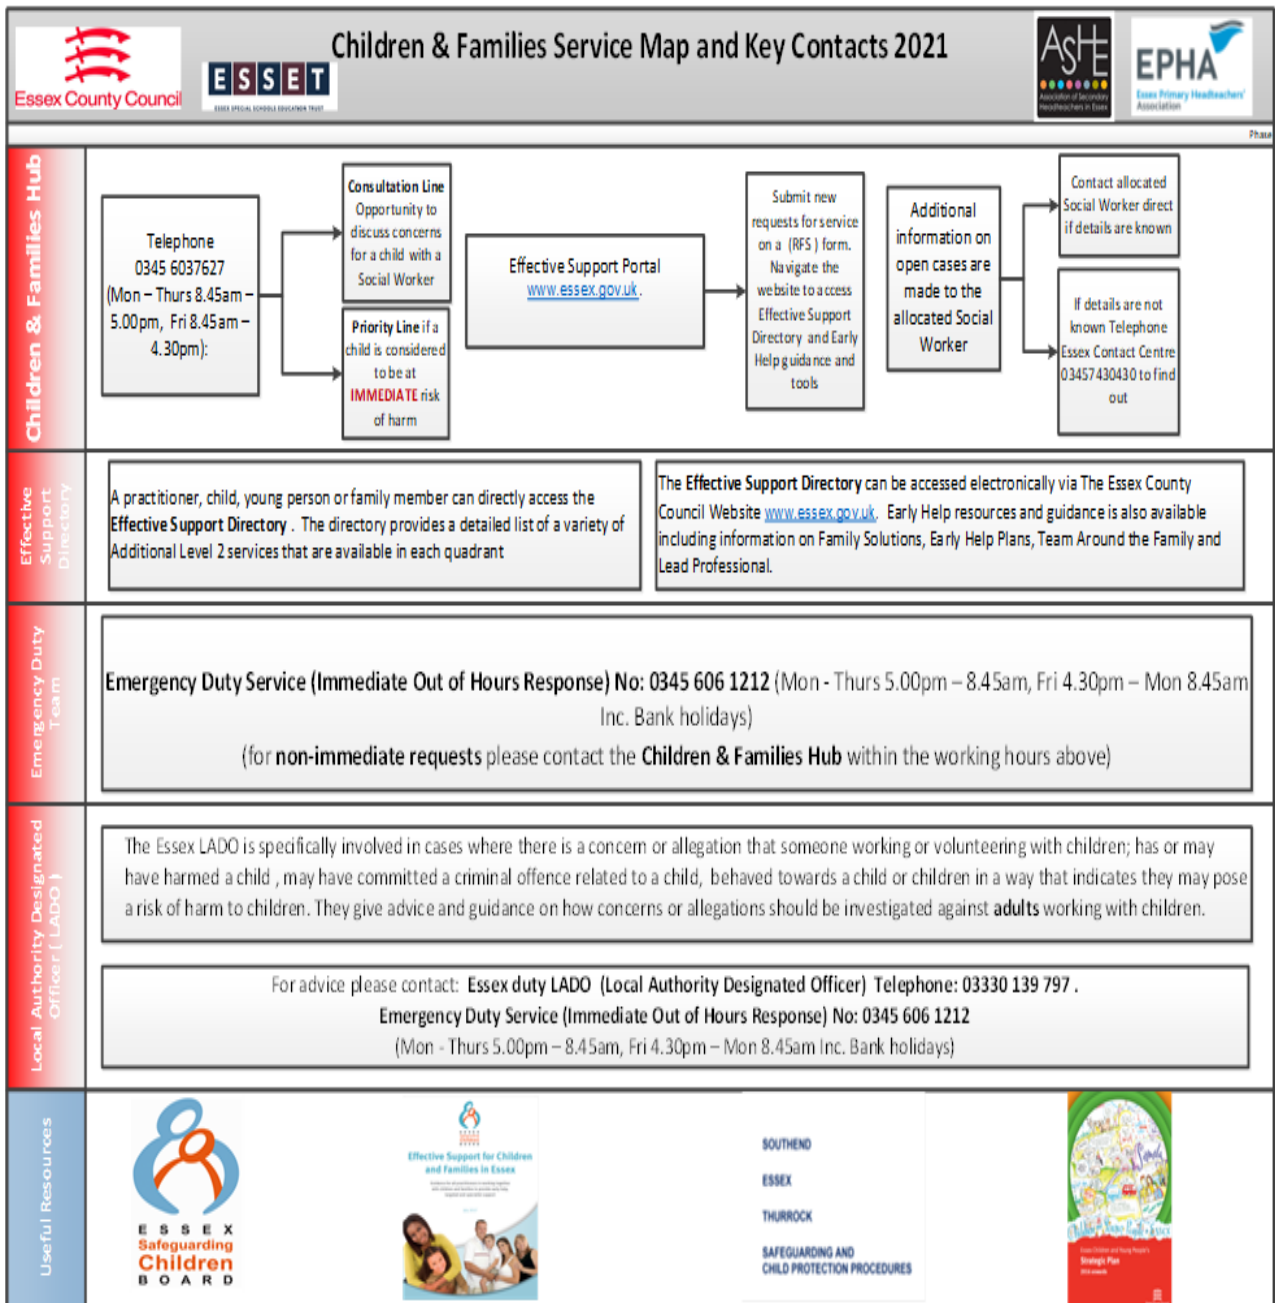 Children & Families Service Map and Key Contacts 2021
Essex County Council
ESSET
ESSEX SPECIAL SCHOOLS EDUCATION TRUST
ASHE
Association of Secondary
Headteachers in Essex
EPHA
Essex Primary Headteachers'
Association
Phase
Children & Families Hub
Telephone
0345 6037627
(Mon – Thurs 8.45am –
5.00pm, Fri 8.45am –
4.30pm):
Consultation Line
Opportunity to
discuss concerns
for a child with a
Social Worker
Priority Line if a
child is considered
to be at
IMMEDIATE risk
of harm
Effective Support Portal
www.essex.gov.uk .
Submit new
requests for service
on a (RFS ) form.
Navigate the
website to access
Effective Support
Directory and Early
Help guidance and
tools
Additional
information on
open cases are
made to the
allocated Social
Worker
Contact allocated
Social Worker direct
if details are known
If details are not
known Telephone
Essex Contact Centre
03457430430 to find
out
Effective
Support
Directory
A practitioner, child, young person or family member can directly access the
Effective Support Directory . The directory provides a detailed list of a variety of
Additional Level 2 services that are available in each quadrant
The Effective Support Directory can be accessed electronically via The Essex County
Council Website www.essex.gov.uk. Early Help resources and guidance is also available
including information on Family Solutions, Early Help Plans, Team Around the Family and
Lead Professional.
Emergency Duty
Team
Emergency Duty Service (Immediate Out of Hours Response) No: 0345 606 1212 (Mon - Thurs 5.00pm – 8.45am, Fri 4.30pm – Mon 8.45am
Inc. Bank holidays)
(for non-immediate requests please contact the Children & Families Hub within the working hours above)
Local Authority Designated
Officer ( LADO )
The Essex LADO is specifically involved in cases where there is a concern or allegation that someone working or volunteering with children; has or may
have harmed a child , may have committed a criminal offence related to a child, behaved towards a child or children in a way that indicates they may pose
a risk of harm to children. They give advice and guidance on how concerns or allegations should be investigated against adults working with children.
For advice please contact: Essex duty LADO (Local Authority Designated Officer) Telephone: 03330 139 797 .
Emergency Duty Service (Immediate Out of Hours Response) No: 0345 606 1212
(Mon - Thurs 5.00pm – 8.45am, Fri 4.30pm – Mon 8.45am Inc. Bank holidays)
Useful Resources
ESSEX
Safeguarding
Children
BOARD
Effective Support for Children
and Families in Essex
SOUTHEND
ESSEX
THURROCK
SAFEGUARDING AND
CHILD PROTECTION PROCEDURES
Essex Children and Young People's
Strategic Plan